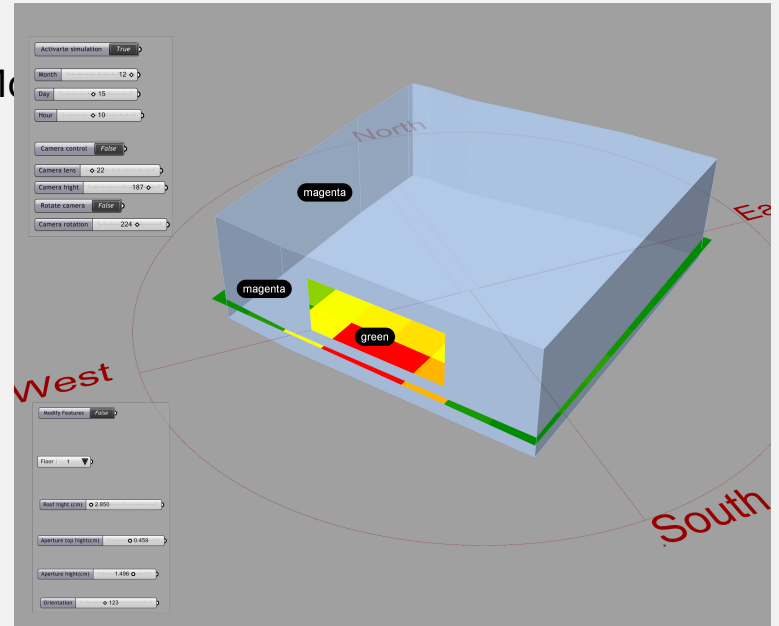 Activarte simulation True
Month 12
Day 15
Hour 10
Camera control False
Camera lens 22
Camera hight 187
Rotate camera False
Camera rotation 224
North
magenta
magenta
green
West
South
Modify Features False
Floor 1
Roof hight (cm) 2.850
Aperture top hight(cm) 0.459
Aperture hight(cm) 1.496
Orientation 123